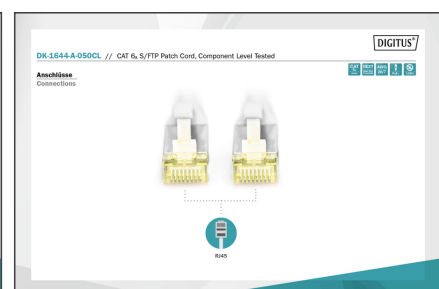 DIGITUS®
DK-1644-A-050CL // CAT 6A S/FTP Patch Cord, Component Level Tested
Anschlüsse
Connections
RJ45